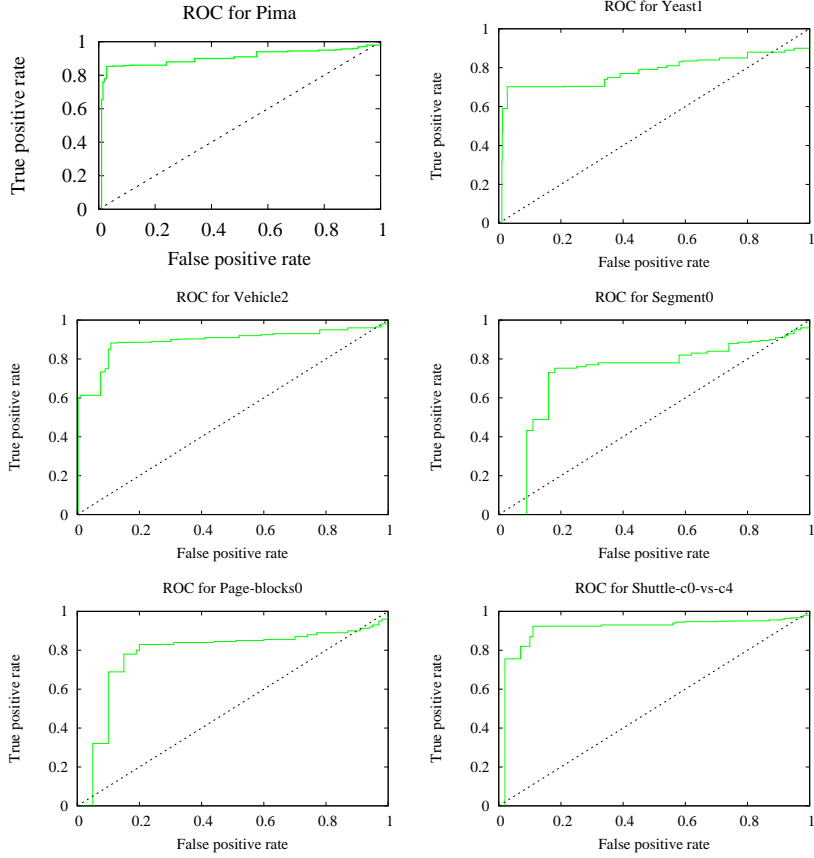 ROC for Pima
1
0.8
0.6
0.4
0.2
0
0 0.2 0.4 0.6 0.8 1
True positive rate
False positive rate
ROC for Yeast1
1
0.8
0.6
0.4
0.2
0
0 0.2 0.4 0.6 0.8 1
True positive rate
False positive rate
ROC for Vehicle2
1
0.8
0.6
0.4
0.2
0
0 0.2 0.4 0.6 0.8 1
True positive rate
False positive rate
ROC for Segment0
1
0.8
0.6
0.4
0.2
0
0 0.2 0.4 0.6 0.8 1
True positive rate
False positive rate
ROC for Page-blocks0
1
0.8
0.6
0.4
0.2
0
0 0.2 0.4 0.6 0.8 1
True positive rate
False positive rate
ROC for Shuttle-c0-vs-c4
1
0.8
0.6
0.4
0.2
0
0 0.2 0.4 0.6 0.8 1
True positive rate
False positive rate